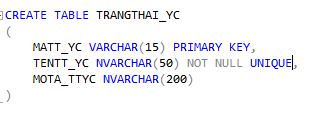 CREATE TABLE TRANGTHAI_YC
(
MATT_YC VARCHAR(15) PRIMARY KEY,
TENTT_YC NVARCHAR(50) NOT NULL UNIQUE,
MOTA_TTYC NVARCHAR(200)
)